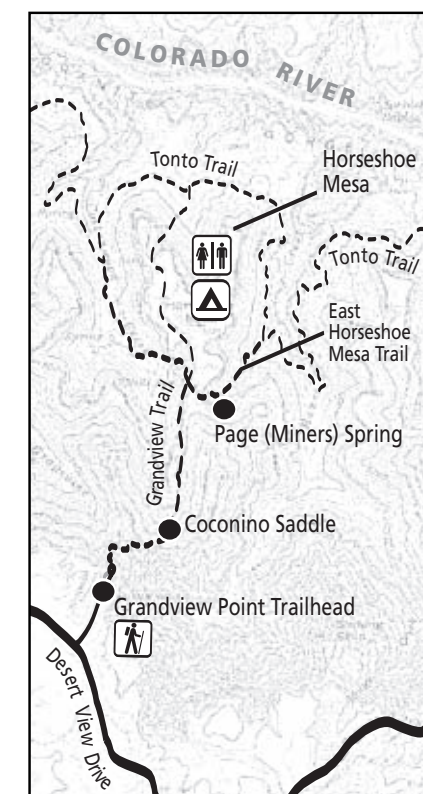 COLORADO RIVER
Tonto Trail
Horseshoe
Mesa
Tonto Trail
East
Horseshoe
Mesa Trail
Grandview Trail
Page (Miners) Spring
Coconino Saddle
Grandview Point Trailhead
Desert View Drive